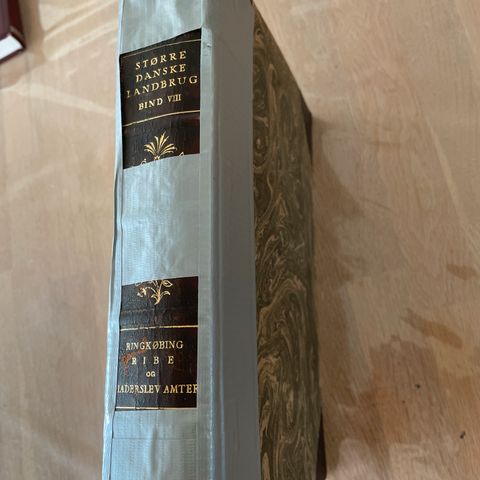 STØRRE
DANSKE
LANDBRUG
BIND VIII
RINGKØBING
RIBE
OG
HADERSLEV AMTER